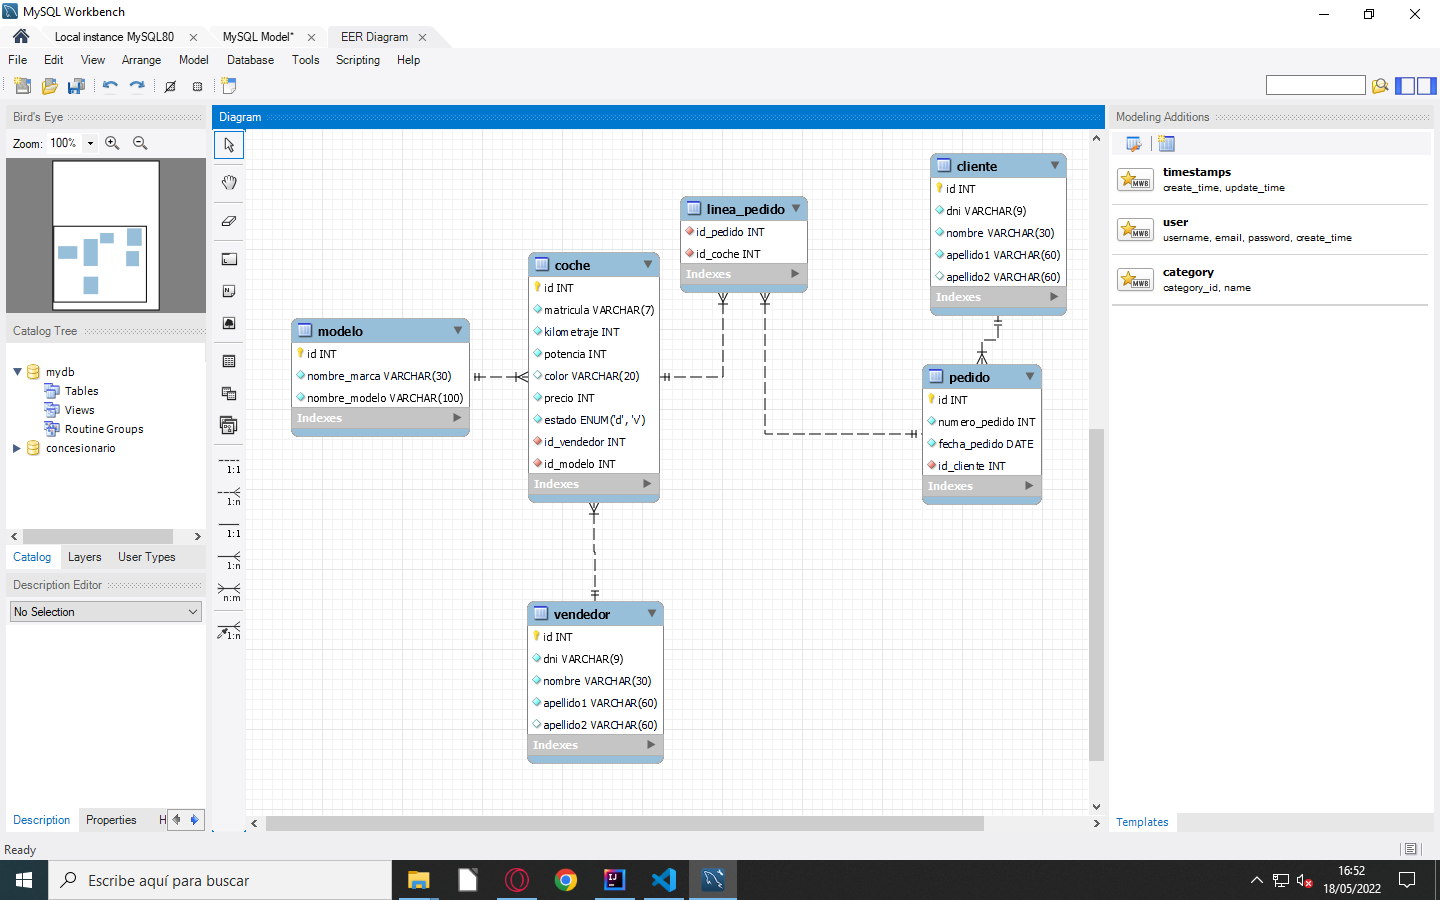 MySQL Workbench
Local instance MySQL80
MySQL Model*
EER Diagram
File Edit View Arrange Model Database Tools Scripting Help
Bird's Eye
Zoom: 100%
Catalog Tree
mydb
Tables
Views
Routine Groups
concesionario
Catalog Layers User Types
Description Editor
No Selection
Description Properties H
Diagram
1:1
1:n
1:1
1:n
n:m
1:n
modelo
id INT
nombre_marca VARCHAR(30)
nombre_modelo VARCHAR(100)
Indexes
coche
id INT
matricula VARCHAR(7)
kilometraje INT
potencia INT
color VARCHAR(20)
precio INT
estado ENUM('d', 'v')
id_vendedor INT
id_modelo INT
Indexes
linea_pedido
id_pedido INT
id_coche INT
Indexes
cliente
id INT
dni VARCHAR(9)
nombre VARCHAR(30)
apellido1 VARCHAR(60)
apellido2 VARCHAR(60)
Indexes
pedido
id INT
numero_pedido INT
fecha_pedido DATE
id_cliente INT
Indexes
vendedor
id INT
dni VARCHAR(9)
nombre VARCHAR(30)
apellido1 VARCHAR(60)
apellido2 VARCHAR(60)
Indexes
Modeling Additions
MWB
timestamps
create_time, update_time
MWB
user
username, email, password, create_time
MWB
category
category_id, name
Templates
Ready
Escribe aquí para buscar
IJ
16:52
18/05/2022